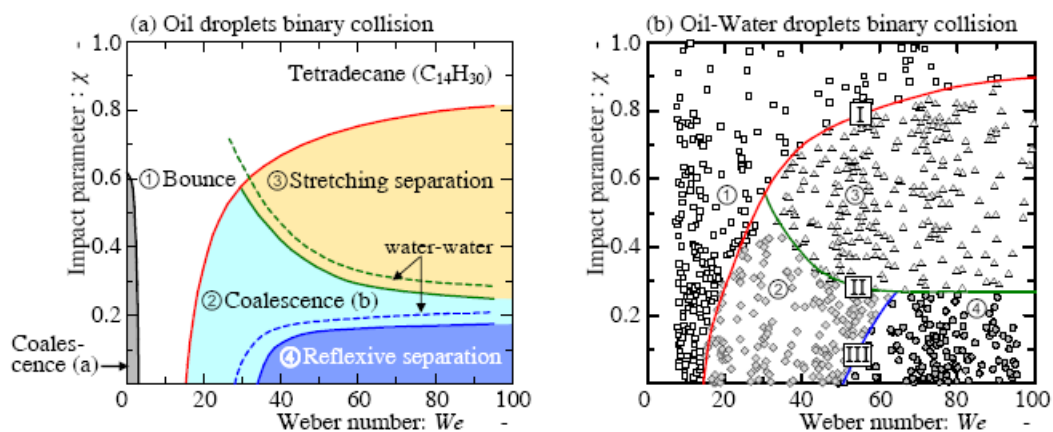 (a) Oil droplets binary collision
Impact parameter : χ -
1.0
0.8
0.6
0.4
0.2
0 20 40 60 80 100
Weber number: We -
Tetradecane (C14H30)
① Bounce
③ Stretching separation
water-water
② Coalescence (b)
④ Reflexive separation
Coales-
cence (a)
(b) Oil-Water droplets binary collision
Impact parameter : χ -
1.0
0.8
0.6
0.4
0.2
0 20 40 60 80 100
Weber number: We -
I
①
③
II
②
④
III